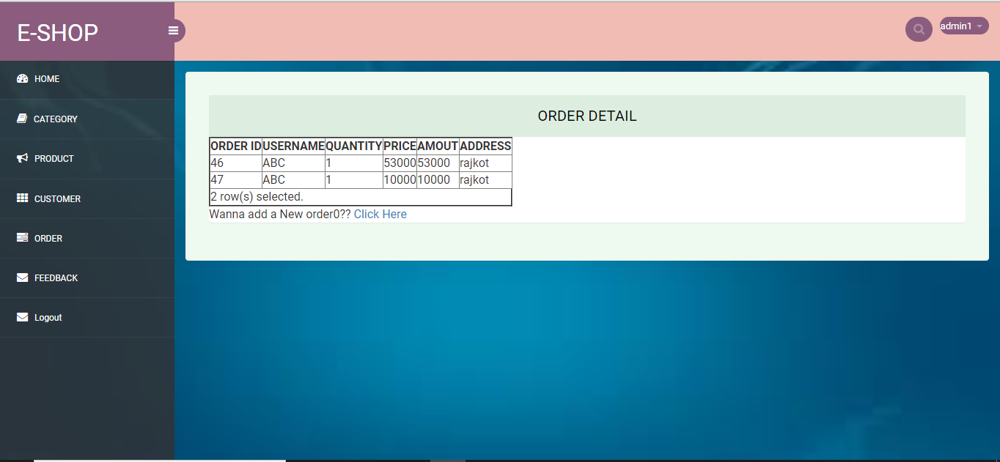 E-SHOP
admin1
HOME
CATEGORY
PRODUCT
CUSTOMER
ORDER
FEEDBACK
Logout
ORDER DETAIL
ORDER ID USERNAME QUANTITY PRICE AMOUT ADDRESS
46 ABC 1 53000 53000 rajkot
47 ABC 1 10000 10000 rajkot
2 row(s) selected.
Wanna add a New order0?? Click Here